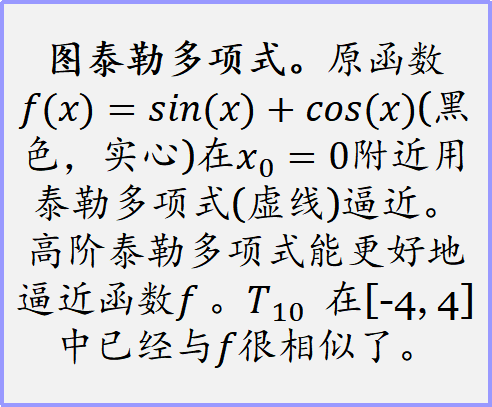 图泰勒多项式。原函数
f(x) = sin(x) + cos(x)(黑
色，实心)在x₀ = 0附近用
泰勒多项式(虚线)逼近。
高阶泰勒多项式能更好地
逼近函数f 。T₁₀ 在[-4, 4]
中已经与f很相似了。